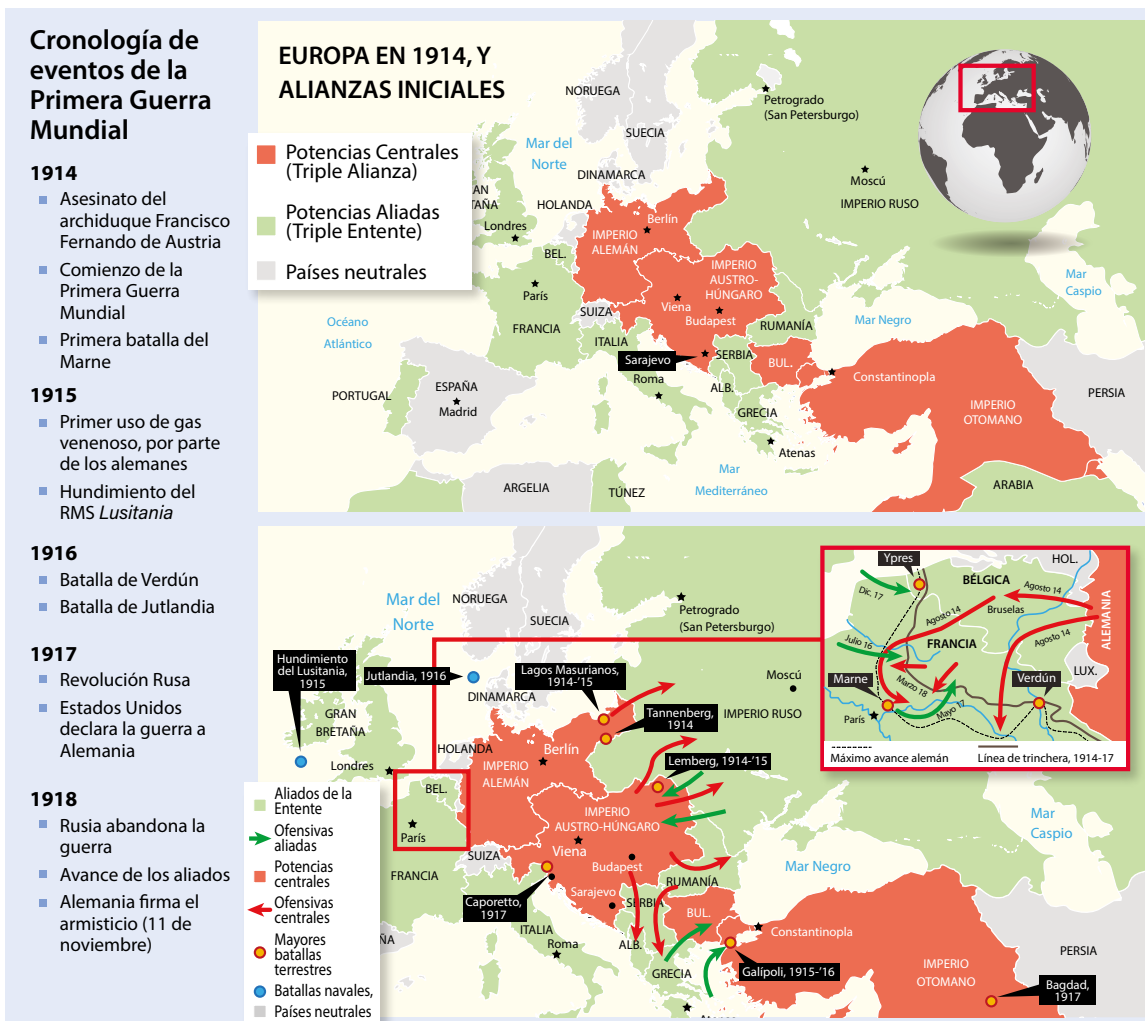 Cronología de
eventos de la
Primera Guerra
Mundial
1914
Asesinato del
archiduque Francisco
Fernando de Austria
Comienzo de la
Primera Guerra
Mundial
Primera batalla del
Marne
1915
Primer uso de gas
venenoso, por parte
de los alemanes
Hundimiento del
RMS Lusitania
1916
Batalla de Verdún
Batalla de Jutlandia
1917
Revolución Rusa
Estados Unidos
declara la guerra a
Alemania
1918
Rusia abandona la
guerra
Avance de los aliados
Alemania firma el
armisticio (11 de
noviembre)
EUROPA EN 1914, Y
ALIANZAS INICIALES
Potencias Centrales
(Triple Alianza)
Potencias Aliadas
(Triple Entente)
Países neutrales
NORUEGA
SUECIA
Petrogrado
(San Petersburgo)
Mar del
Norte
DINAMARCA
Moscú
IMPERIO RUSO
AN
TAÑA
HOLANDA
Londres
Berlín
IMPERIO
ALEMÁN
BEL.
París
IMPERIO
AUSTRO-
HÚNGARO
Viena
Budapest
Mar
Caspio
SUIZA
FRANCIA
Océano
Atlántico
ITALIA
RUMANÍA
Mar Negro
Sarajevo
SERBIA
BUL.
Constantinopla
Roma
ALB.
PORTUGAL
ESPAÑA
Madrid
GRECIA
IMPERIO
OTOMANO
PERSIA
Atenas
Mar
Mediterráneo
ARGELIA
TÚNEZ
ARABIA
Mar del
Norte
NORUEGA
SUECIA
Petrogrado
(San Petersburgo)
Hundimiento
del Lusitania,
1915
Jutlandia, 1916
Lagos Masurianos,
1914-'15
Moscú
DINAMARCA
Tannenberg,
1914
IMPERIO RUSO
GRAN
BRETAÑA
HOLANDA
Berlín
Lemberg, 1914-'15
Londres
IMPERIO
ALEMÁN
BEL.
París
IMPERIO
AUSTRO-HÚNGARO
Viena
SUIZA
Budapest
Mar Negro
Mar
Caspio
FRANCIA
RUMANÍA
Caporetto,
1917
Sarajevo
SERBIA
BUL.
Constantinopla
ITALIA
Roma
ALB.
ÑA
GRECIA
Galípoli, 1915-'16
IMPERIO
OTOMANO
PERSIA
Bagdad,
1917
Aliados de la
Entente
Ofensivas
aliadas
Potencias
centrales
Ofensivas
centrales
Mayores
batallas
terrestres
Batallas navales,
Países neutrales
Ypres
HOL.
BÉLGICA
Dic. 17
Agosto 14
Bruselas
Agosto 14
ALEMANIA
Julio 16
FRANCIA
Agosto 14
LUX.
Marne
Marzo 18
Verdún
París
Mayo 17
Máximo avance alemán
Línea de trinchera, 1914-17